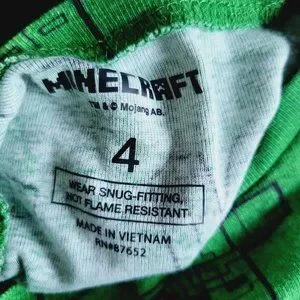 MINECRAFT
TM & © Mojang AB.
4
WEAR SNUG-FITTING,
NOT FLAME RESISTANT
MADE IN VIETNAM
RN#87652